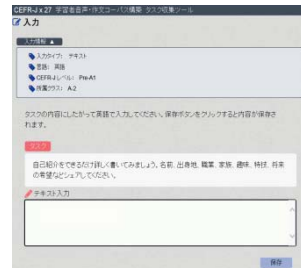 CEFR-J x 27 学習者音声・作文コーパス構築 タスク収集ツール
入力
入力情報 ▲
入力タイプ: テキスト
言語: 英語
CEFR-Jレベル: Pre-A1
所属クラス: A-2
タスクの内容にしたがって英語で入力してください。保存ボタンをクリックすると内容が保存さ
れます。
タスク
自己紹介をできるだけ詳しく書いてみましょう。名前、出身地、職業、家族、趣味、特技、将来
の希望などシェアしてください。
テキスト入力
保存